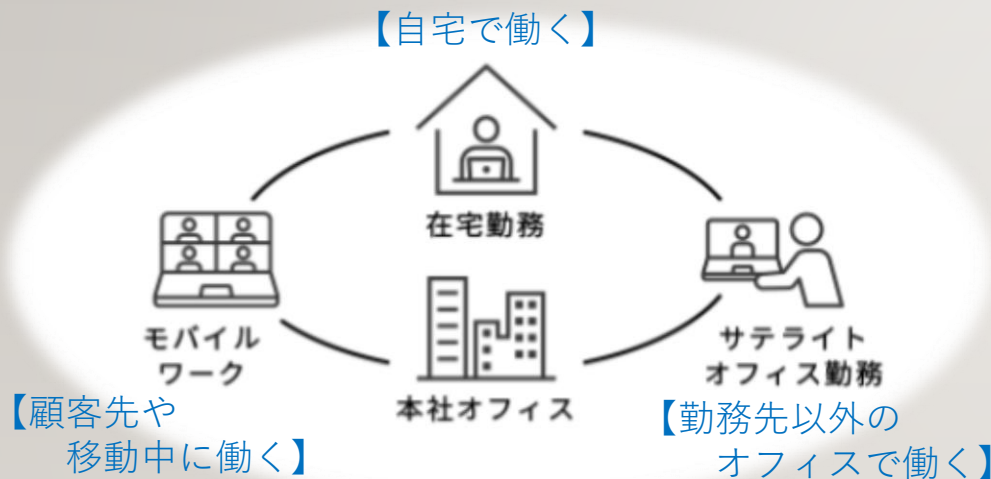 【自宅で働く】
在宅勤務
モバイル
ワーク
サテライト
オフィス勤務
本社オフィス
【顧客先や
移動中に働く】
【勤務先以外の
オフィスで働く】